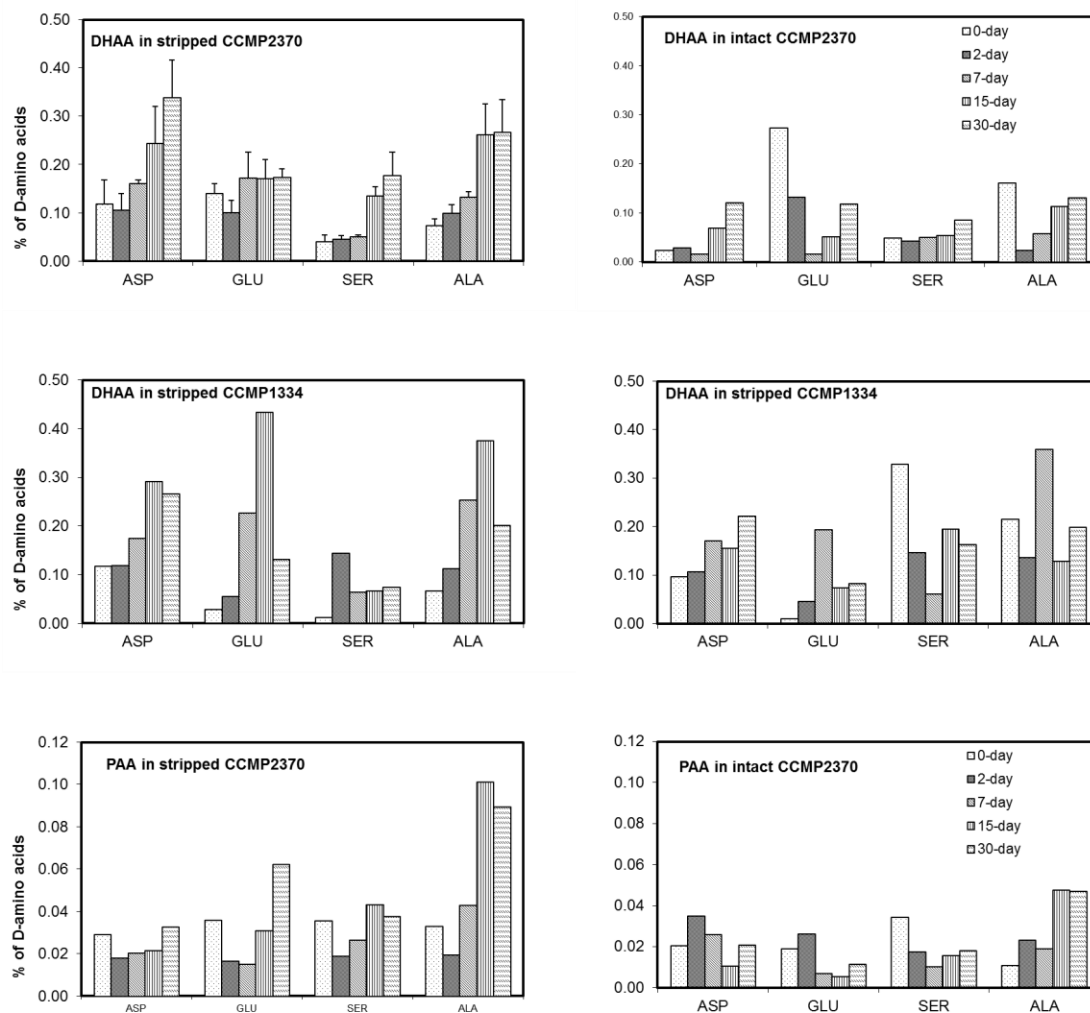 DHAA in stripped CCMP2370
% of D-amino acids
0.50
0.40
0.30
0.20
0.10
0.00
ASP GLU SER ALA
DHAA in intact CCMP2370
0.50
0.40
0.30
0.20
0.10
0.00
0-day
2-day
7-day
15-day
30-day
ASP GLU SER ALA
DHAA in stripped CCMP1334
% of D-amino acids
0.50
0.40
0.30
0.20
0.10
0.00
ASP GLU SER ALA
DHAA in stripped CCMP1334
0.50
0.40
0.30
0.20
0.10
0.00
ASP GLU SER ALA
PAA in stripped CCMP2370
% of D-amino acids
0.12
0.10
0.08
0.06
0.04
0.02
0.00
ASP GLU SER ALA
PAA in intact CCMP2370
0.12
0.10
0.08
0.06
0.04
0.02
0.00
0-day
2-day
7-day
15-day
30-day
ASP GLU SER ALA